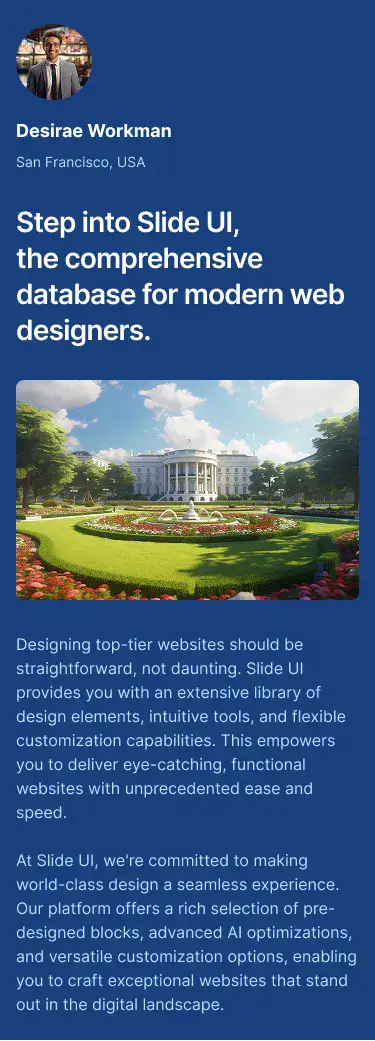 Desirae Workman
San Francisco, USA
Step into Slide UI,
the comprehensive
database for modern web
designers.
Designing top-tier websites should be
straightforward, not daunting. Slide UI
provides you with an extensive library of
design elements, intuitive tools, and flexible
customization capabilities. This empowers
you to deliver eye-catching, functional
websites with unprecedented ease and
speed.
At Slide UI, we're committed to making
world-class design a seamless experience.
Our platform offers a rich selection of pre-
designed blocks, advanced AI optimizations,
and versatile customization options, enabling
you to craft exceptional websites that stand
out in the digital landscape.